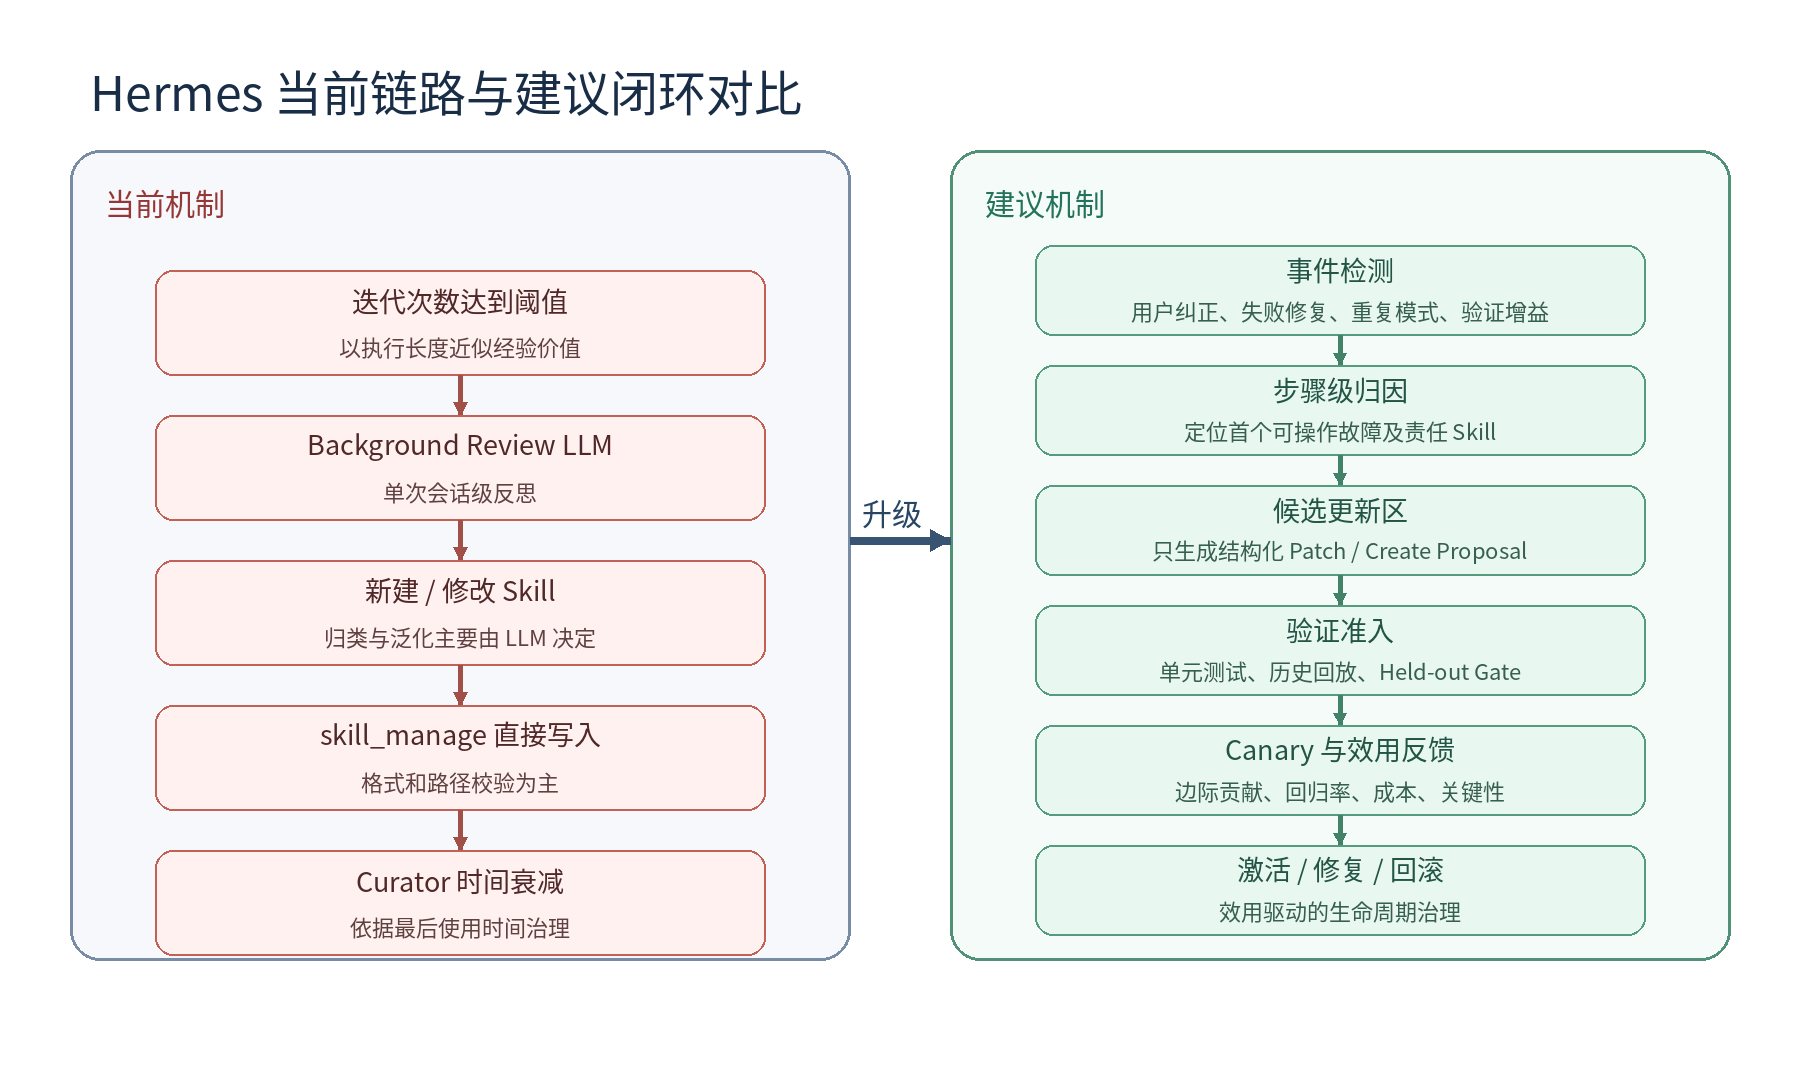 Hermes 当前链路与建议闭环对比
当前机制
迭代次数达到阈值
以执行长度近似经验价值
Background Review LLM
单次会话级反思
新建 / 修改 Skill
归类与泛化主要由 LLM 决定
skill_manage 直接写入
格式和路径校验为主
Curator 时间衰减
依据最后使用时间治理
升级
建议机制
事件检测
用户纠正、失败修复、重复模式、验证增益
步骤级归因
定位首个可操作故障及责任 Skill
候选更新区
只生成结构化 Patch / Create Proposal
验证准入
单元测试、历史回放、Held-out Gate
Canary 与效用反馈
边际贡献、回归率、成本、关键性
激活 / 修复 / 回滚
效用驱动的生命周期治理